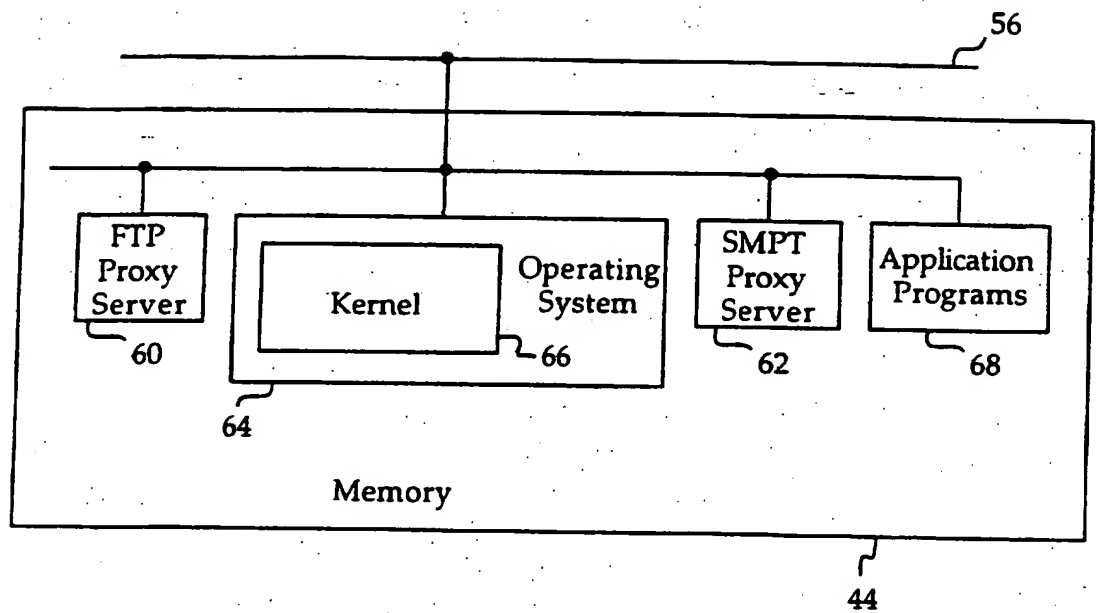 56
FTP
Proxy
Server
60
Kernel
66
Operating
System
64
SMPT
Proxy
Server
62
Application
Programs
68
Memory
44